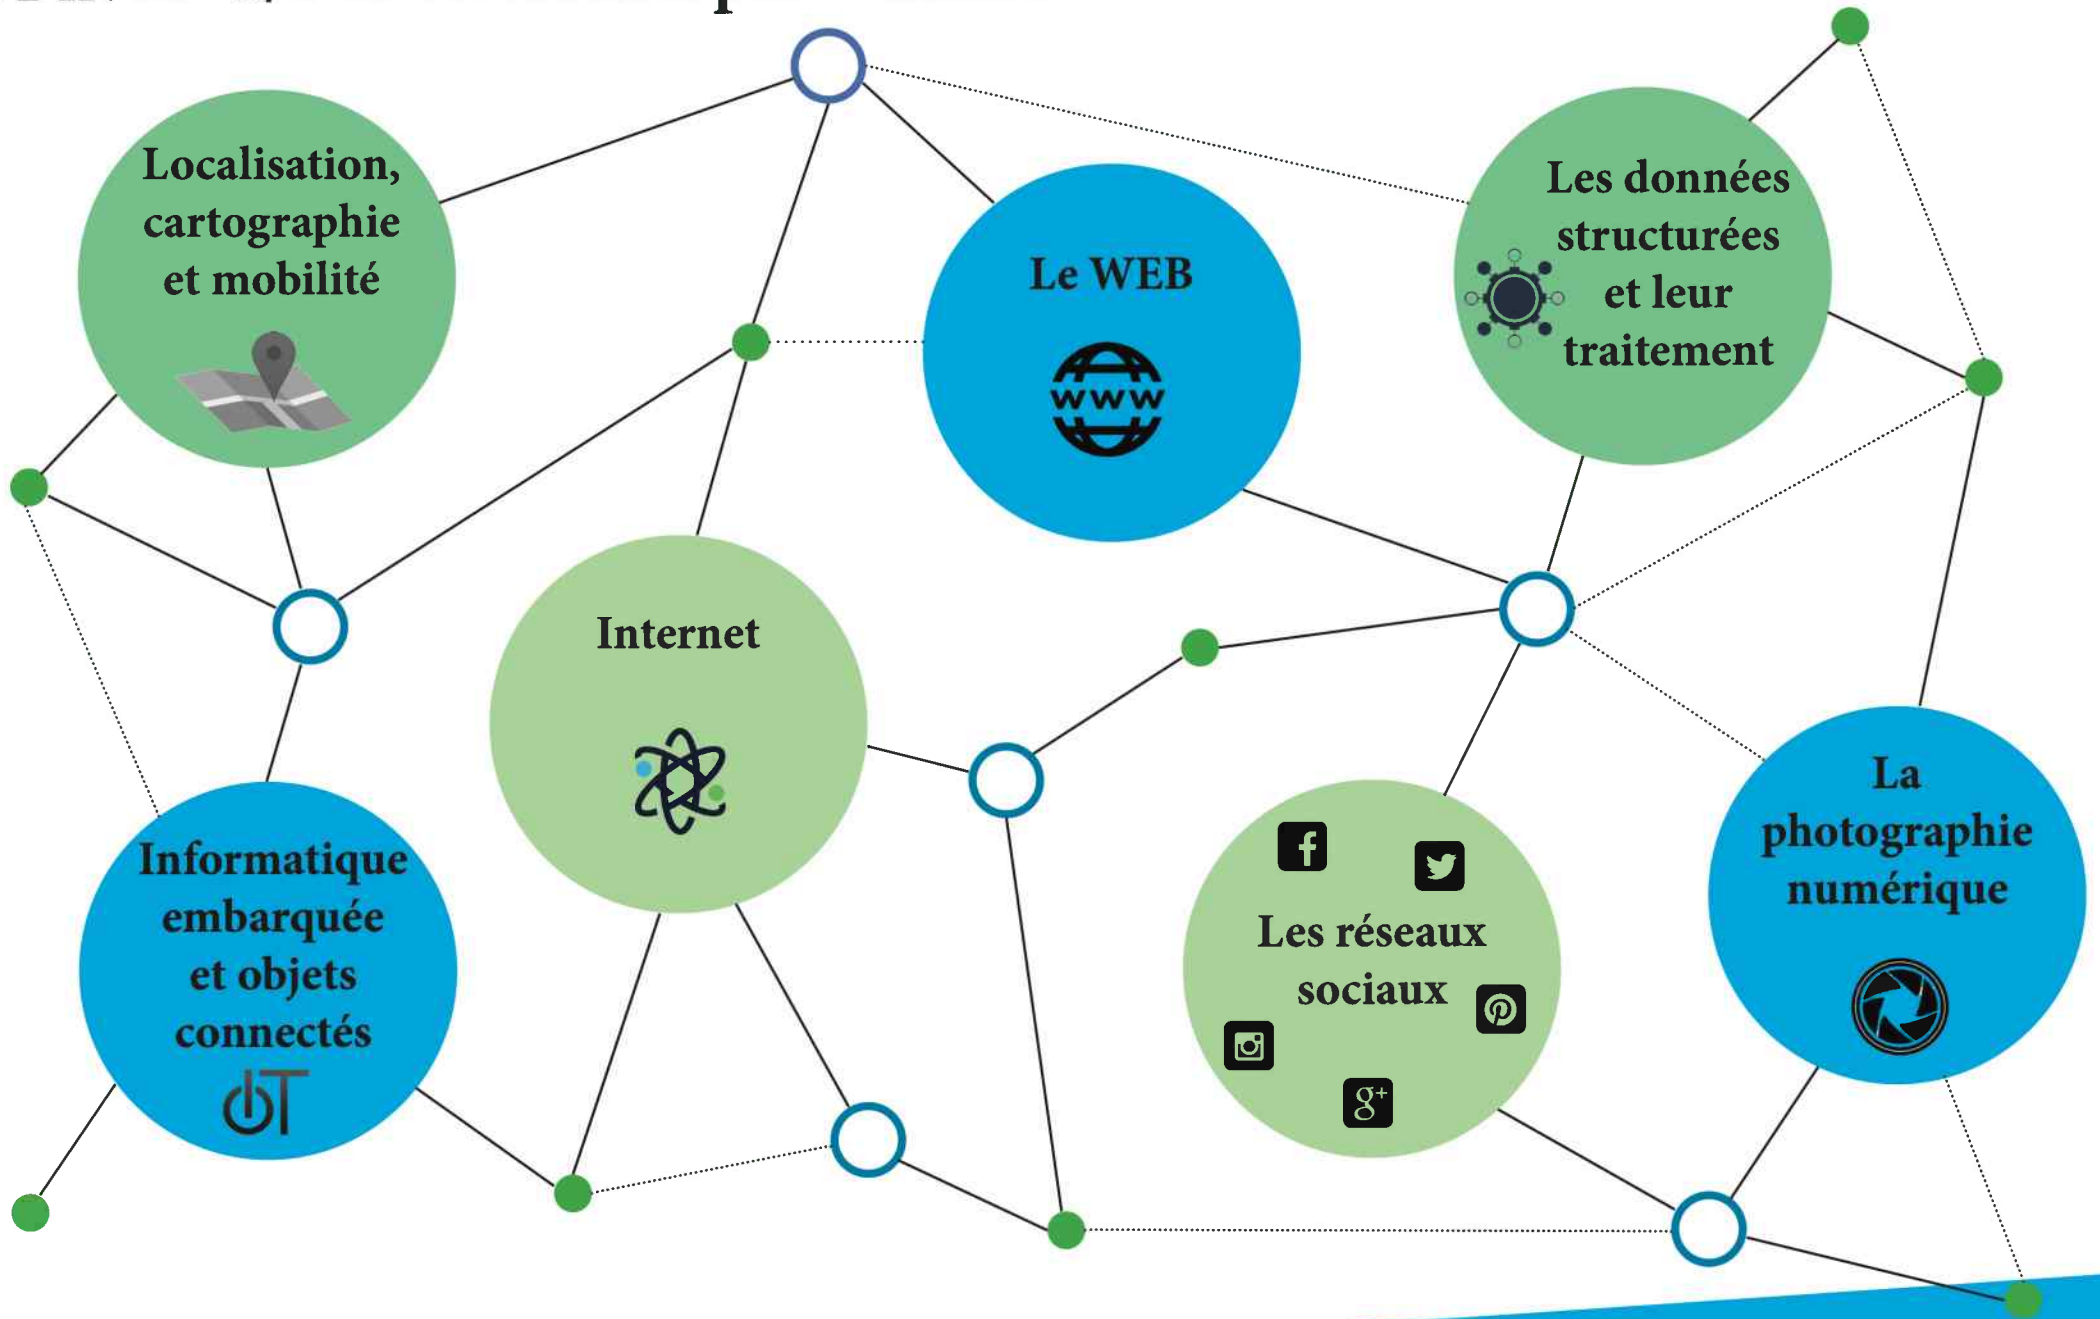 Localisation,
cartographie
et mobilité
Le WEB
www
Les données
structurées
et leur
traitement
Internet
Informatique
embarquée
et objets
connectés
IoT
Les réseaux
sociaux
g+
La
photographie
numérique